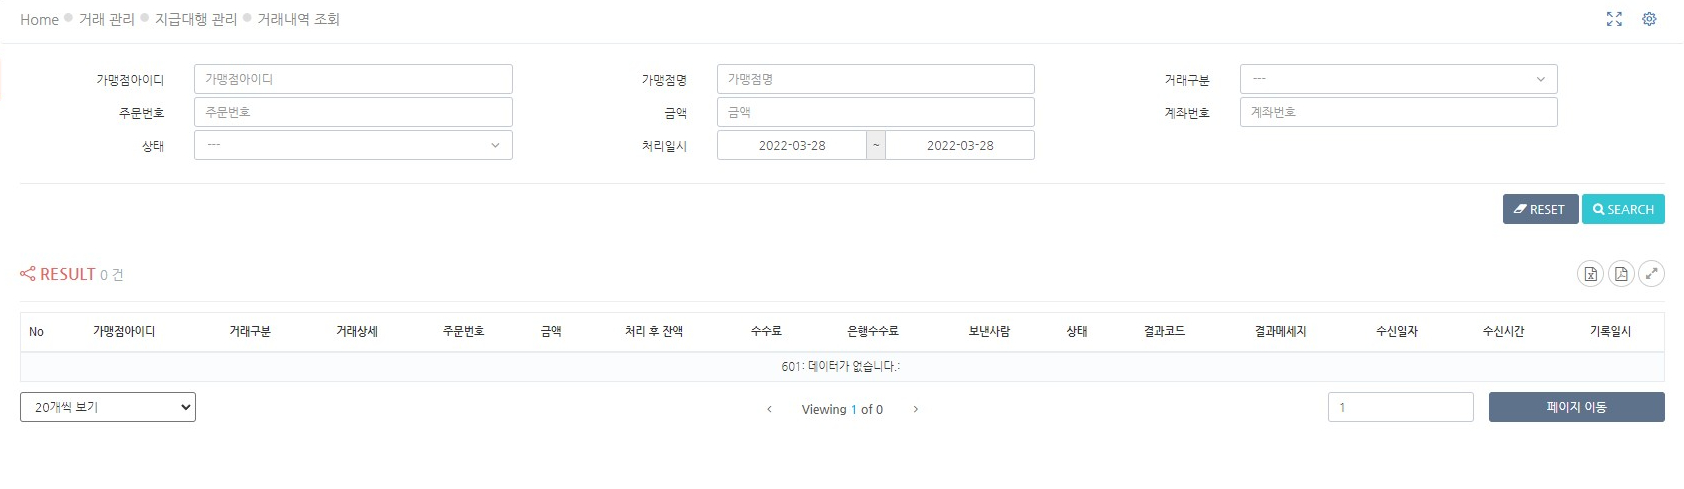 Home 거래 관리 지급대행 관리 거래내역 조회
가맹점아이디 가맹점아이디 가맹점명 가맹점명 거래구분 ---
주문번호 주문번호 금액 금액 계좌번호 계좌번호
상태 --- 처리일시 2022-03-28 ~ 2022-03-28
RESET SEARCH
RESULT 0 건
No 가맹점아이디 거래구분 거래상세 주문번호 금액 처리 후 잔액 수수료 은행수수료 보낸사람 상태 결과코드 결과메세지 수신일자 수신시간 기록일시
601: 데이터가 없습니다.:
20개씩 보기 ‹ Viewing 1 of 0 › 1 페이지 이동